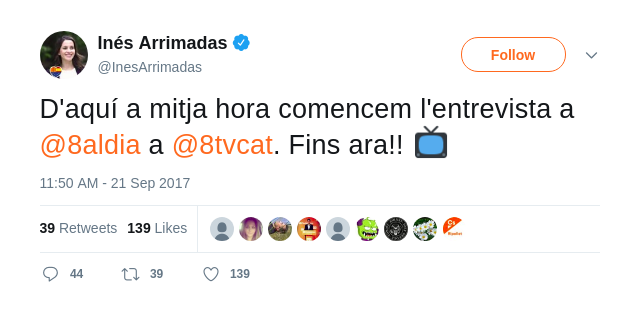 Inés Arrimadas
@InesArrimadas
Follow
D'aquí a mitja hora comencem l'entrevista a
@8aldia a @8tvcat. Fins ara!!
11:50 AM - 21 Sep 2017
39 Retweets 139 Likes
44 39 139